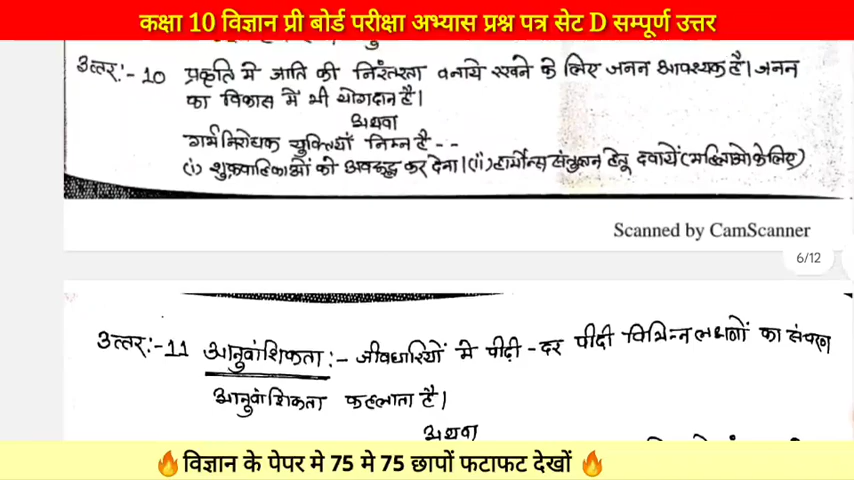 कक्षा 10 विज्ञान प्री बोर्ड परीक्षा अभ्यास प्रश्न पत्र सेट D सम्पूर्ण उत्तर
उत्तर:- 10 प्रकृति मे जाति की निरंतरता बनाये रखने के लिए जनन आवश्यक है। जनन
का विकास में भी योगदान है।
अथवा
गर्भनिरोधक युक्तियाँ निम्न है--
(i) शुक्रवाहिकाओं को अवरुद्ध कर देना। (ii) हार्मोन्स संतुलन हेतू दवायें (महिलाओ के लिए)
Scanned by CamScanner
6/12
उत्तर:-11 आनुवांशिकता :- जीवधारियों मे पीढ़ी - दर पीढी विभिन्न लक्षणों का संचरण
आनुवांशिकता कहलाता है।
अथवा
🔥विज्ञान के पेपर मे 75 मे 75 छापों फटाफट देखों 🔥